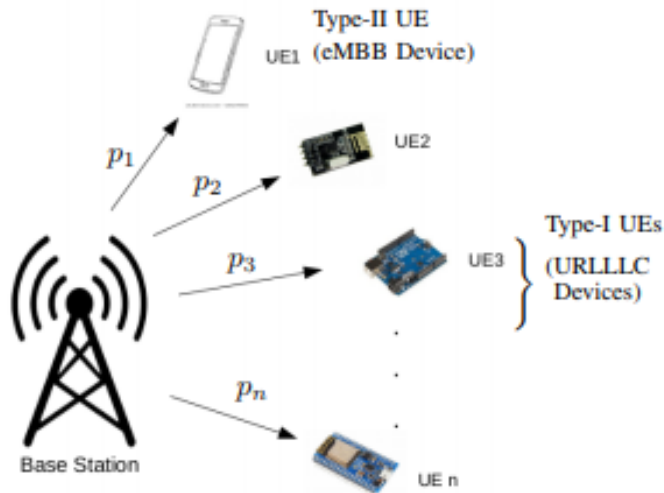 Type-II UE
UE1 (eMBB Device)
p₁
UE2
p₂
Type-I UEs
p₃
UE3
(URLLLC
Devices)
pₙ
Base Station
UE n